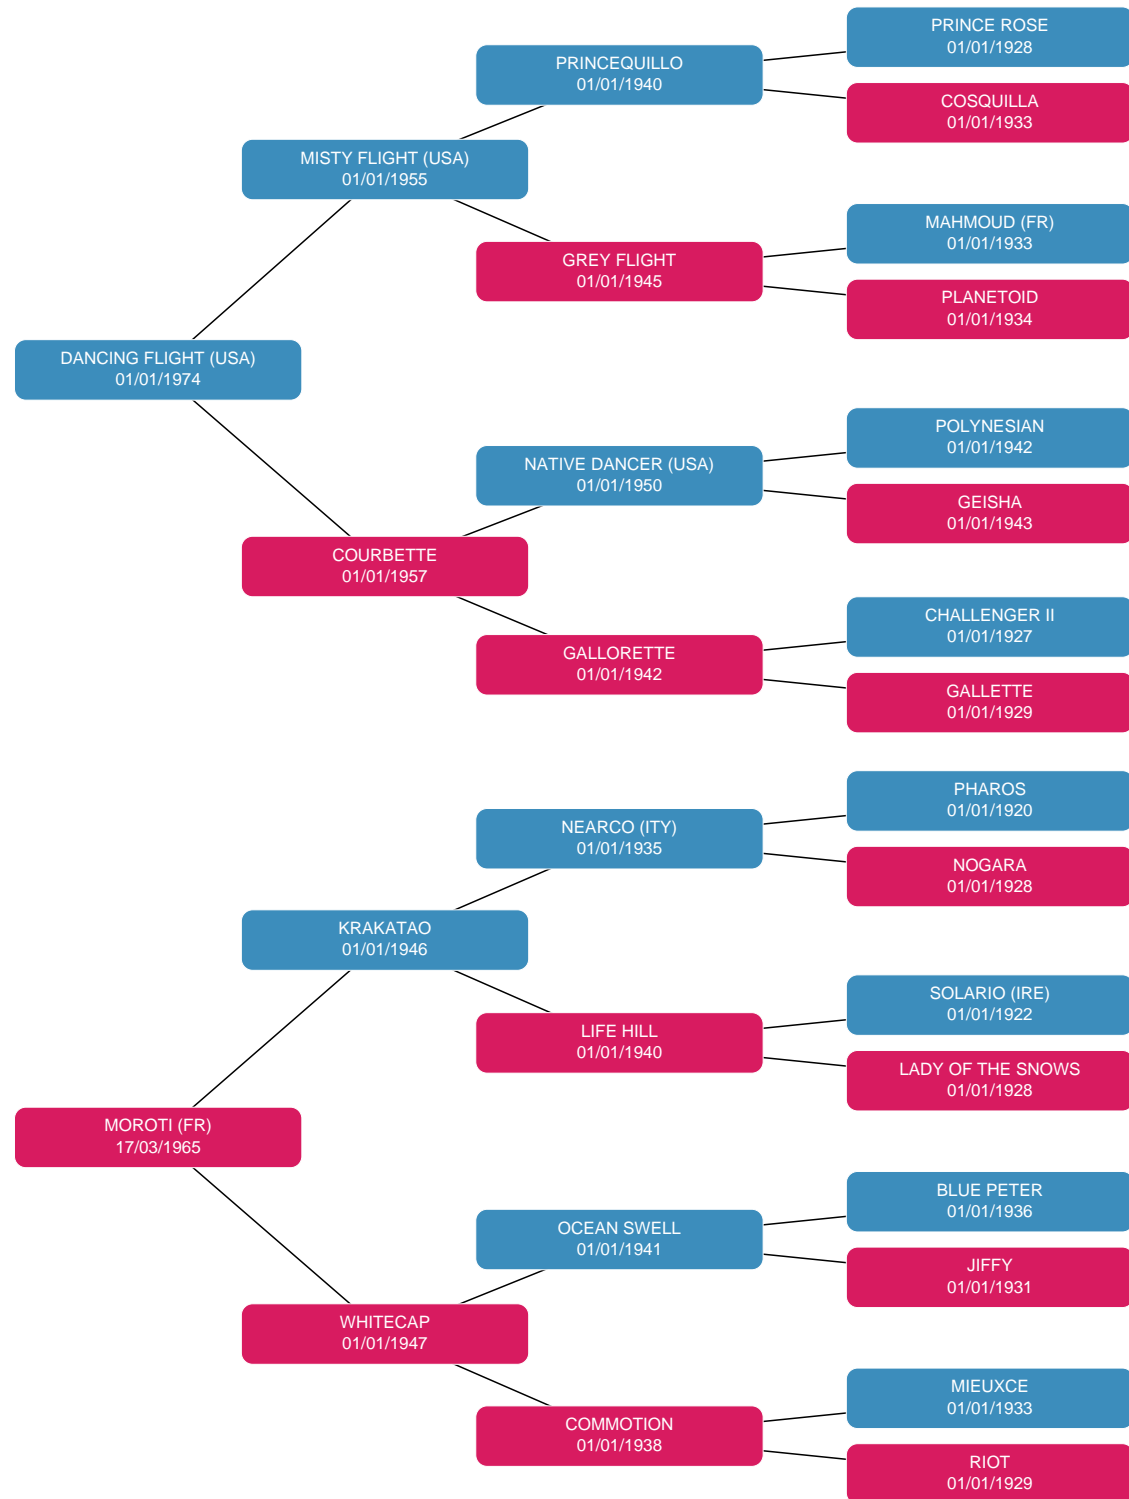 PRINCE ROSE
01/01/1928
PRINCEQUILLO
01/01/1940
COSQUILLA
01/01/1933
MISTY FLIGHT (USA)
01/01/1955
MAHMOUD (FR)
01/01/1933
GREY FLIGHT
01/01/1945
PLANETOID
01/01/1934
DANCING FLIGHT (USA)
01/01/1974
POLYNESIAN
01/01/1942
NATIVE DANCER (USA)
01/01/1950
GEISHA
01/01/1943
COURBETTE
01/01/1957
CHALLENGER II
01/01/1927
GALLORETTE
01/01/1942
GALLETTE
01/01/1929
PHAROS
01/01/1920
NEARCO (ITY)
01/01/1935
NOGARA
01/01/1928
KRAKATAO
01/01/1946
SOLARIO (IRE)
01/01/1922
LIFE HILL
01/01/1940
LADY OF THE SNOWS
01/01/1928
MOROTI (FR)
17/03/1965
BLUE PETER
01/01/1936
OCEAN SWELL
01/01/1941
JIFFY
01/01/1931
WHITECAP
01/01/1947
MIEUXCE
01/01/1933
COMMOTION
01/01/1938
RIOT
01/01/1929